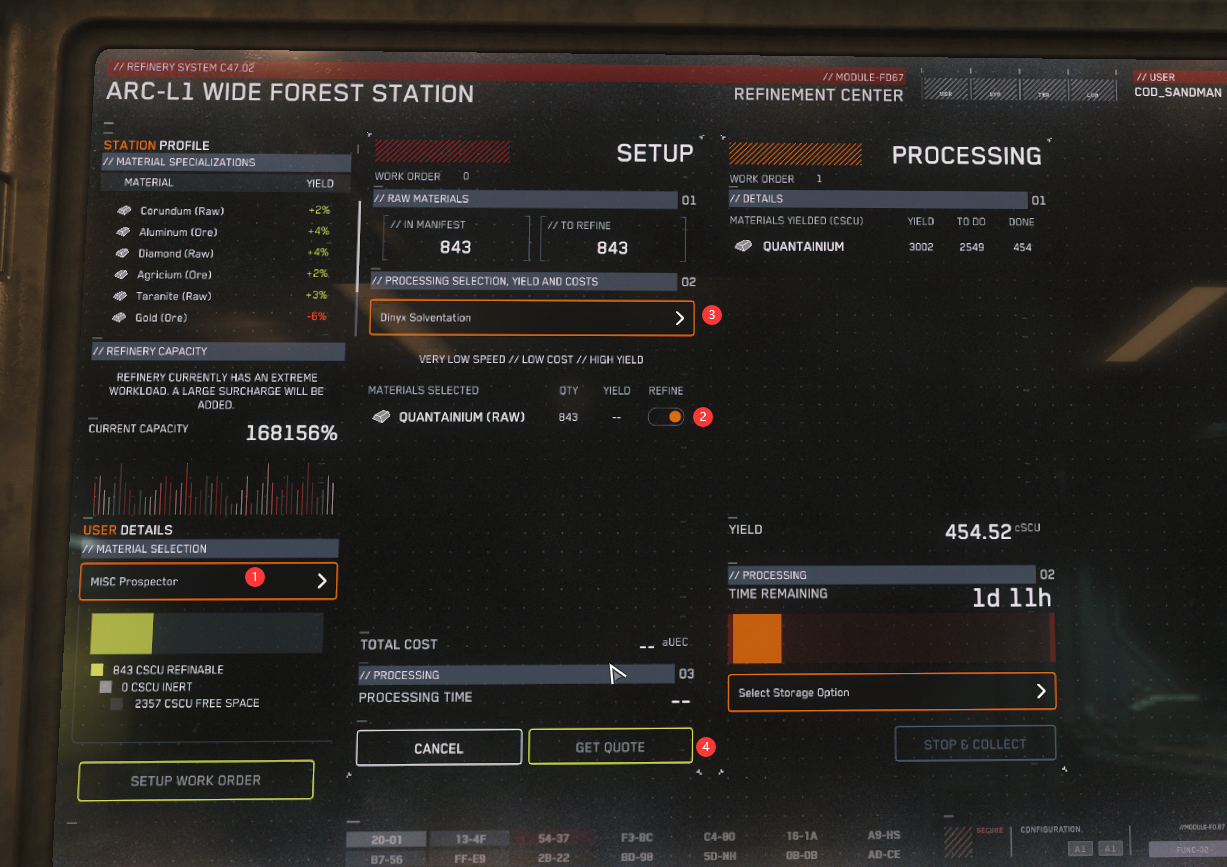 // REFINERY SYSTEM C47.02
ARC-L1 WIDE FOREST STATION
// MODULE-FD67
REFINEMENT CENTER
// USER
COD_SANDMAN
STATION PROFILE
// MATERIAL SPECIALIZATIONS
MATERIAL YIELD
Corundum (Raw) +2%
Aluminum (Ore) +4%
Diamond (Raw) +4%
Agricium (Ore) +2%
Taranite (Raw) +3%
Gold (Ore) -6%
// REFINERY CAPACITY
REFINERY CURRENTLY HAS AN EXTREME
WORKLOAD. A LARGE SURCHARGE WILL BE
ADDED.
CURRENT CAPACITY 168156%
USER DETAILS
// MATERIAL SELECTION
MISC Prospector 1
843 CSCU REFINABLE
0 CSCU INERT
2357 CSCU FREE SPACE
SETUP WORK ORDER
SETUP
WORK ORDER 0
// RAW MATERIALS 01
// IN MANIFEST // TO REFINE
843 843
// PROCESSING SELECTION, YIELD AND COSTS 02
Dinyx Solventation 3
VERY LOW SPEED // LOW COST // HIGH YIELD
MATERIALS SELECTED QTY YIELD REFINE
QUANTAINIUM (RAW) 843 -- 2
TOTAL COST -- aUEC
// PROCESSING 03
PROCESSING TIME --
CANCEL GET QUOTE 4
PROCESSING
WORK ORDER 1
// DETAILS 01
MATERIALS YIELDED (CSCU) YIELD TO DO DONE
QUANTAINIUM 3002 2549 454
YIELD 454.52 cSCU
// PROCESSING 02
TIME REMAINING 1d 11h
Select Storage Option
STOP & COLLECT
20-01 13-4F 54-37 F3-BC C4-80 16-1A A9-HS
B7-56 FF-E9 2B-22 BD-98 5D-NH 0B-0B AD-CE
SECURE
CONFIGURATION
A1 A1
//MODULE-FD.67
FUNC-02